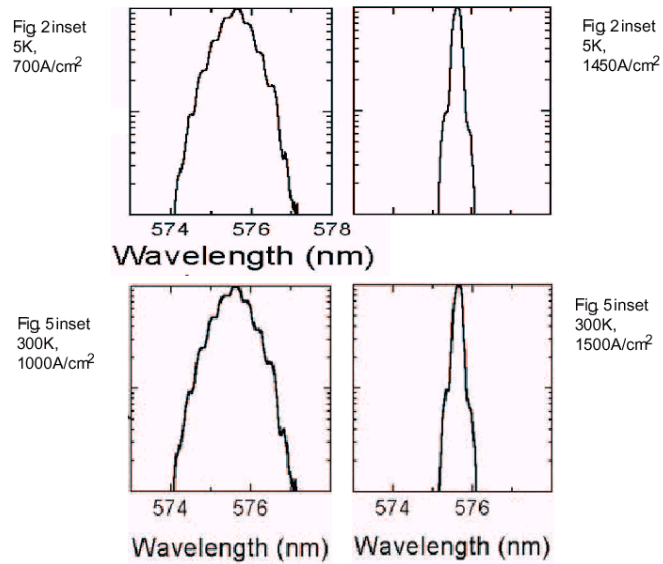 Fig. 2 inset
5K,
700A/cm²
Fig. 2 inset
5K,
1450A/cm²
574 576 578
Wavelength (nm)
Fig. 5 inset
300K,
1000A/cm²
Fig. 5 inset
300K,
1500A/cm²
574 576
574 576
Wavelength (nm)
Wavelength (nm)